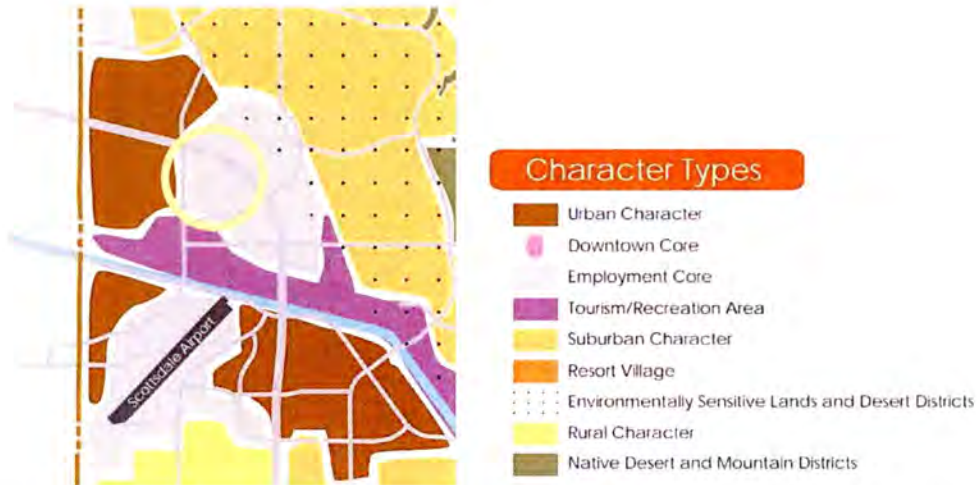 Scottsdale Airport
Character Types
Urban Character
Downtown Core
Employment Core
Tourism/Recreation Area
Suburban Character
Resort Village
Environmentally Sensitive Lands and Desert Districts
Rural Character
Native Desert and Mountain Districts